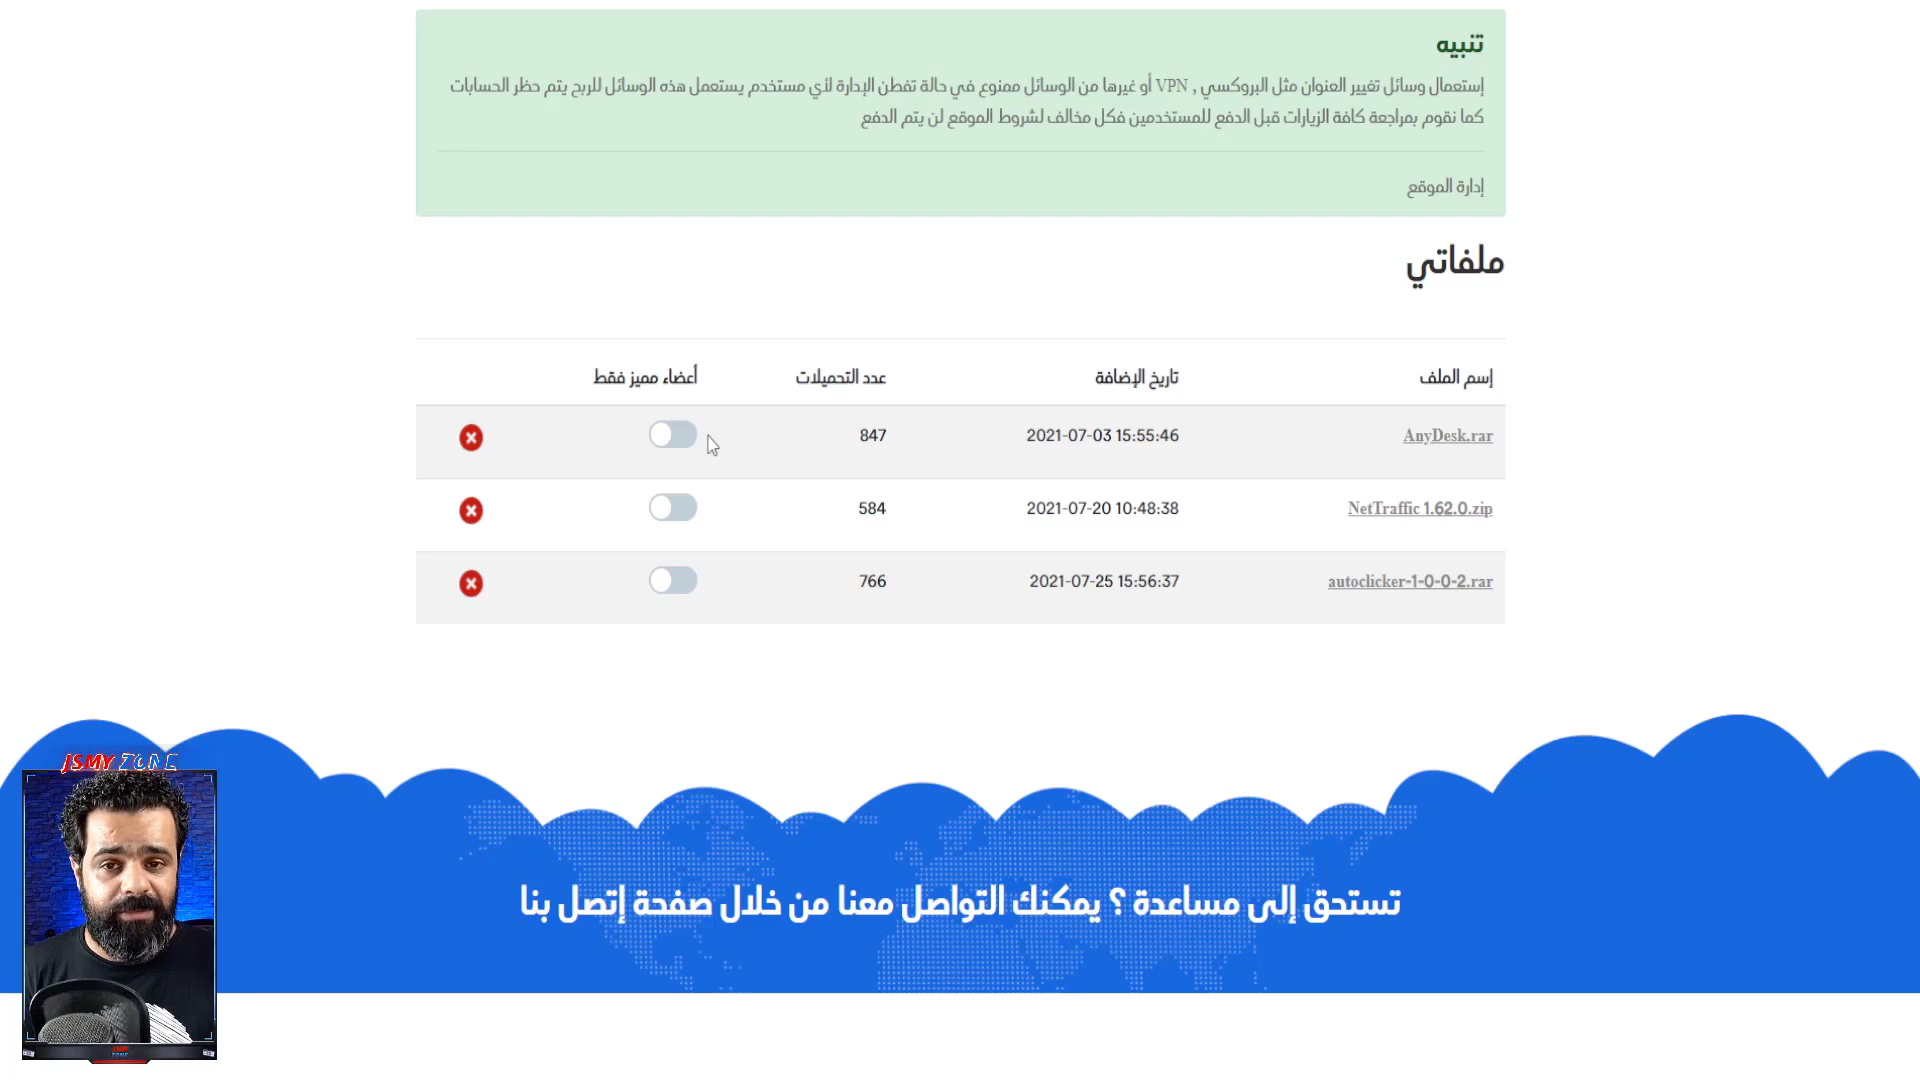 تنبيه
إستعمال وسائل تغيير العنوان مثل البروكسي , VPN أو غيرها من الوسائل ممنوع في حالة تفطن الإدارة لأي مستخدم يستعمل هذه الوسائل للربح يتم حظر الحسابات
كما نقوم بمراجعة كافة الزيارات قبل الدفع للمستخدمين فكل مخالف لشروط الموقع لن يتم الدفع
إدارة الموقع
ملفاتي
إسم الملف تاريخ الإضافة عدد التحميلات أعضاء مميز فقط
AnyDesk.rar 2021-07-03 15:55:46 847
NetTraffic 1.62.0.zip 2021-07-20 10:48:38 584
autoclicker-1-0-0-2.rar 2021-07-25 15:56:37 766
JSMY ZONE
تستحق إلى مساعدة ؟ يمكنك التواصل معنا من خلال صفحة إتصل بنا